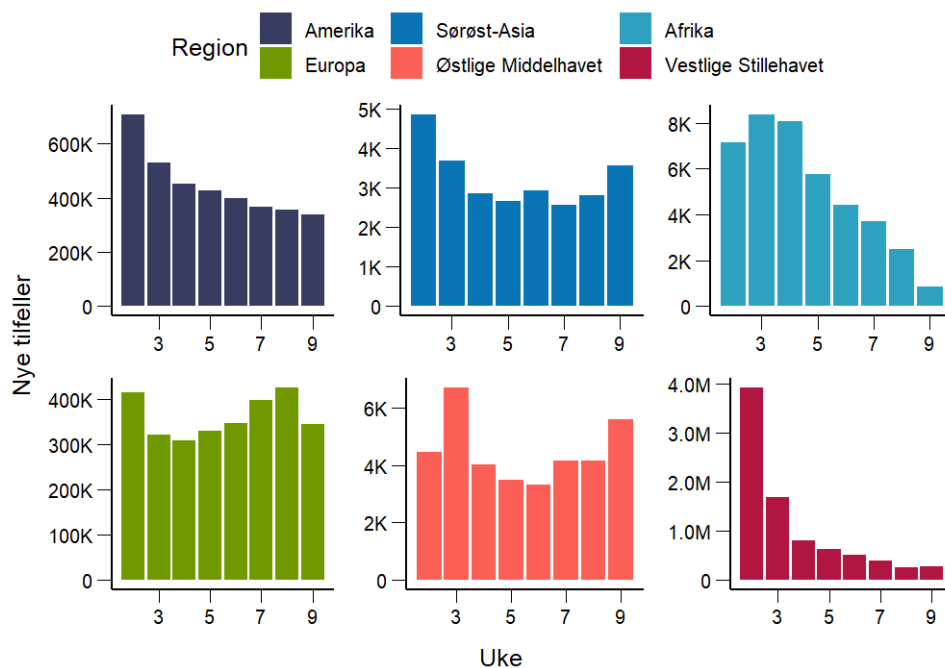 Region
Amerika
Sørøst-Asia
Afrika
Europa
Østlige Middelhavet
Vestlige Stillehavet
Nye tilfeller
600K
400K
200K
0
3 5 7 9
5K
4K
3K
2K
1K
0
3 5 7 9
8K
6K
4K
2K
0
3 5 7 9
400K
300K
200K
100K
0
3 5 7 9
6K
4K
2K
0
3 5 7 9
4.0M
3.0M
2.0M
1.0M
0
3 5 7 9
Uke